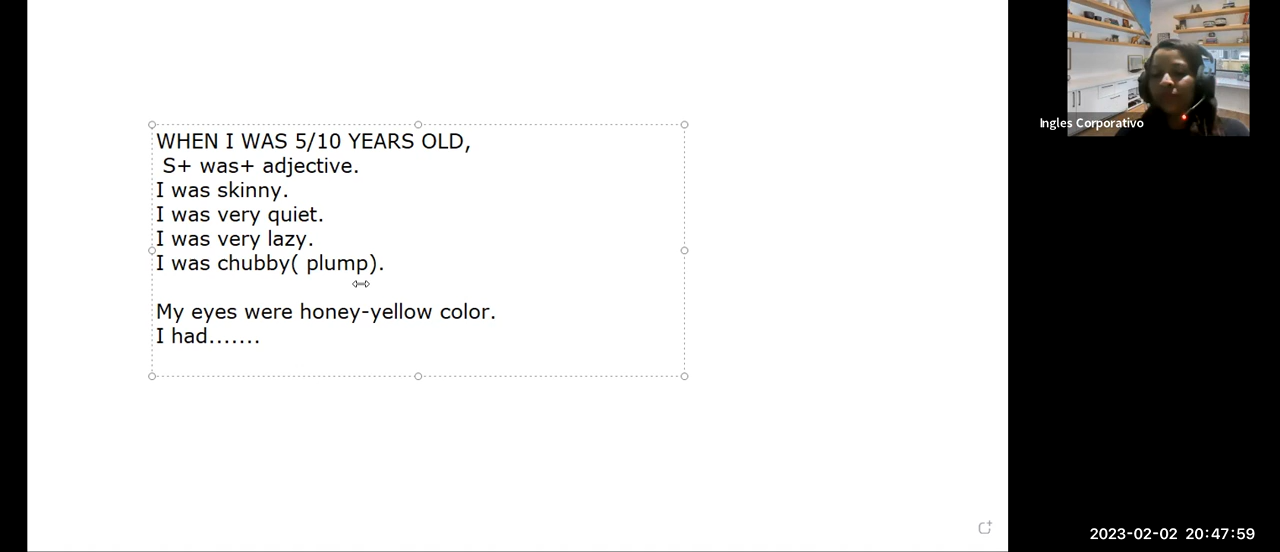 WHEN I WAS 5/10 YEARS OLD,
S+ was+ adjective.
I was skinny.
I was very quiet.
I was very lazy.
I was chubby( plump).
My eyes were honey-yellow color.
I had.......
Ingles Corporativo
2023-02-02 20:47:59